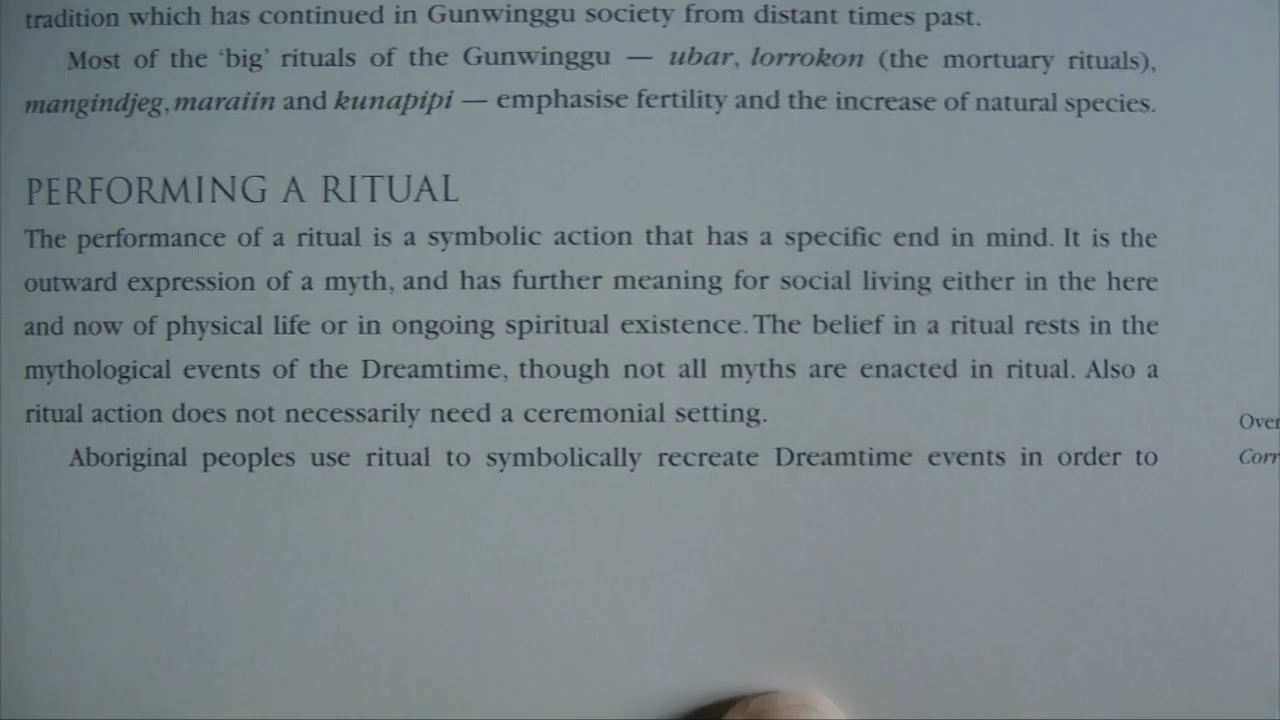 tradition which has continued in Gunwinggu society from distant times past.
Most of the ‘big’ rituals of the Gunwinggu — ubar, lorrokon (the mortuary rituals),
mangindjeg, maraiin and kunapipi — emphasise fertility and the increase of natural species.
PERFORMING A RITUAL
The performance of a ritual is a symbolic action that has a specific end in mind. It is the
outward expression of a myth, and has further meaning for social living either in the here
and now of physical life or in ongoing spiritual existence. The belief in a ritual rests in the
mythological events of the Dreamtime, though not all myths are enacted in ritual. Also a
ritual action does not necessarily need a ceremonial setting.
Aboriginal peoples use ritual to symbolically recreate Dreamtime events in order to
Over
Corr